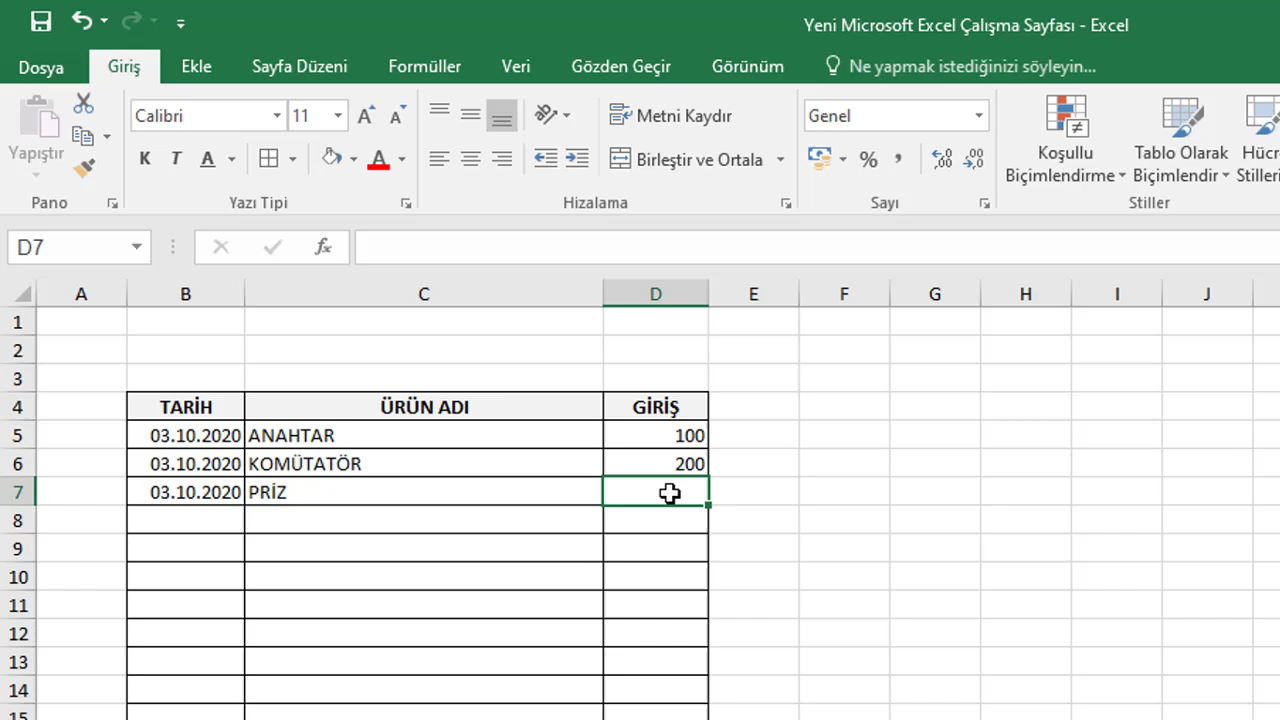 Yeni Microsoft Excel Çalışma Sayfası - Excel
Dosya Giriş Ekle Sayfa Düzeni Formüller Veri Gözden Geçir Görünüm Ne yapmak istediğinizi söyleyin...
Calibri 11 Metni Kaydır Genel
Yapıştır K T A A Birleştir ve Ortala % Koşullu Biçimlendirme Tablo Olarak Biçimlendir
Pano Yazı Tipi Hizalama Sayı Stiller
D7 fx
A B C D E F G H I J
1
2
3
4 TARİH ÜRÜN ADI GİRİŞ
5 03.10.2020 ANAHTAR 100
6 03.10.2020 KOMÜTATÖR 200
7 03.10.2020 PRİZ
8
9
10
11
12
13
14
15